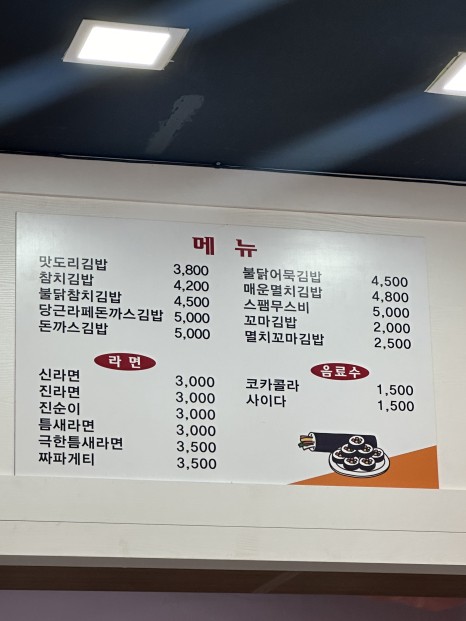 메뉴
맛도리김밥 3,800
참치김밥 4,200
불닭참치김밥 4,500
당근라페돈까스김밥 5,000
돈까스김밥 5,000
불닭어묵김밥 4,500
매운멸치김밥 4,800
스팸무스비 5,000
꼬마김밥 2,000
멸치꼬마김밥 2,500
라면
신라면 3,000
진라면 3,000
진순이 3,000
틈새라면 3,000
극한틈새라면 3,500
짜파게티 3,500
음료수
코카콜라 1,500
사이다 1,500